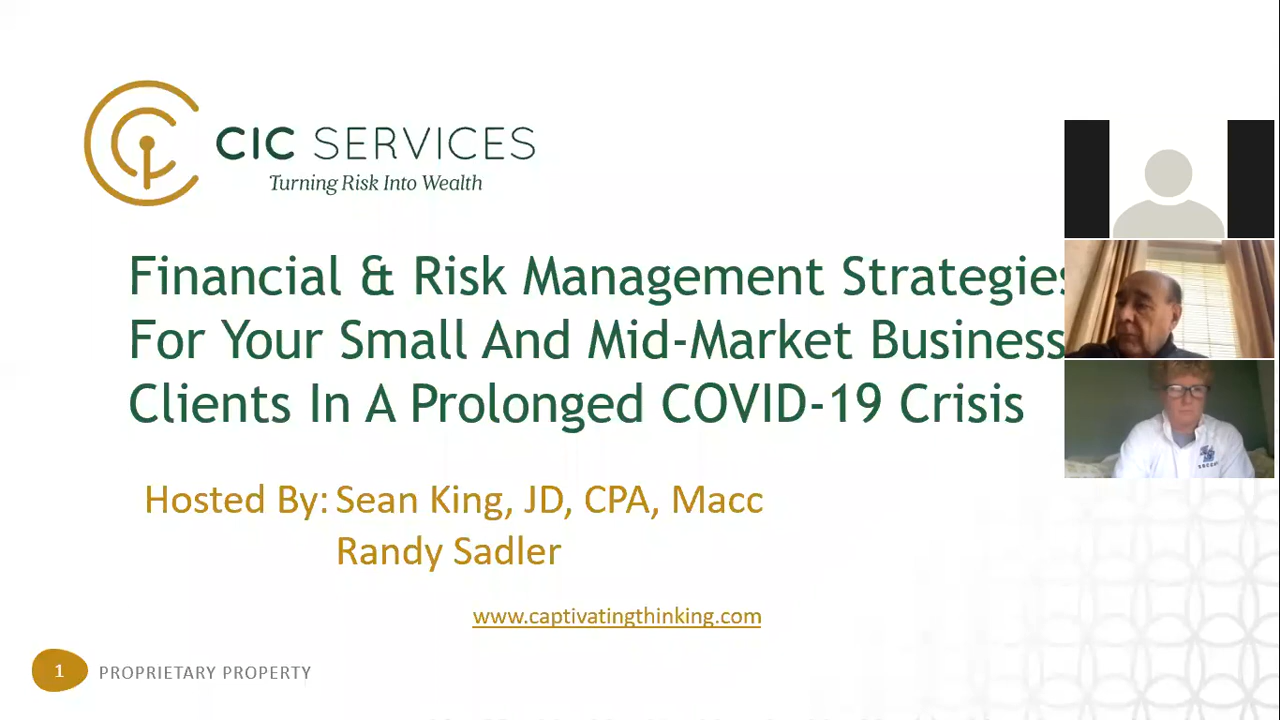 CIC SERVICES
Turning Risk Into Wealth
Financial & Risk Management Strategies
For Your Small And Mid-Market Business
Clients In A Prolonged COVID-19 Crisis
Hosted By: Sean King, JD, CPA, Macc
Randy Sadler
www.captivatingthinking.com
1 PROPRIETARY PROPERTY